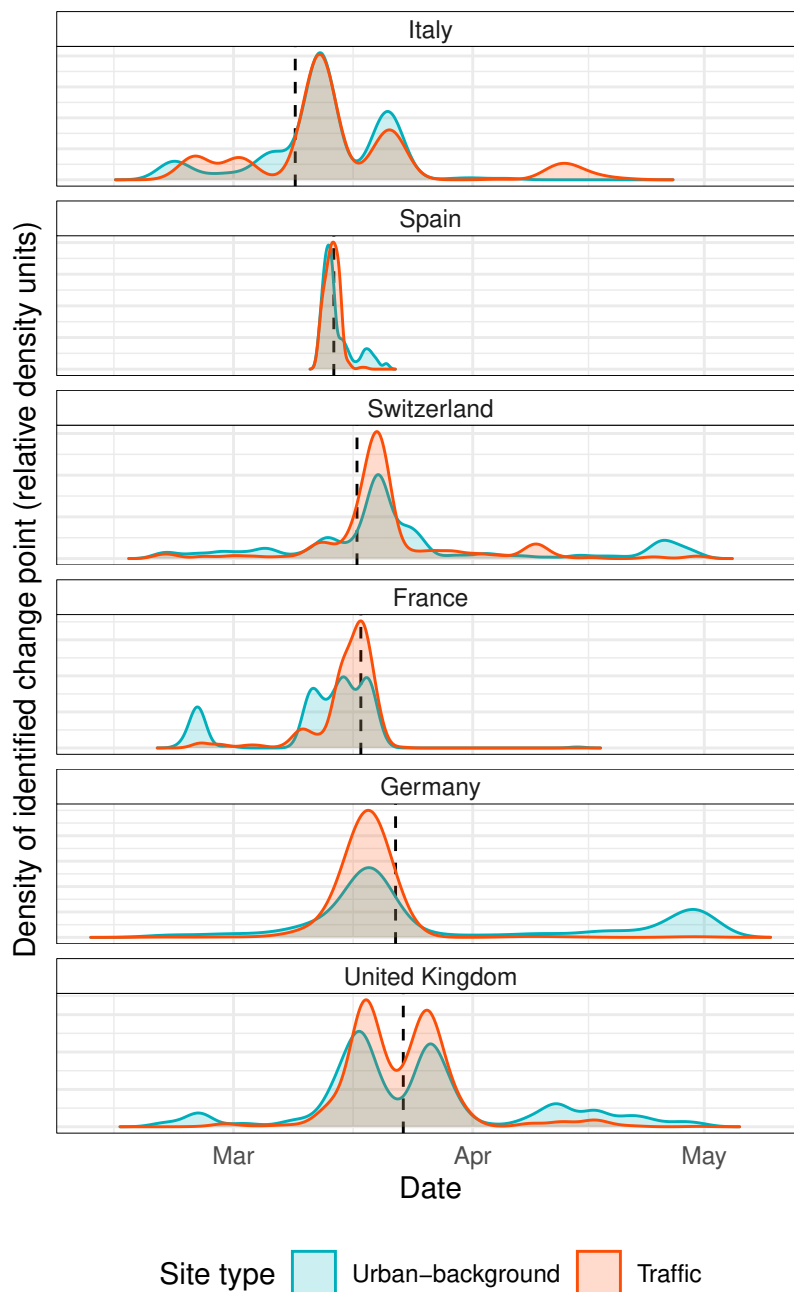 Italy
Spain
Switzerland
France
Germany
United Kingdom
Density of identified change point (relative density units)
Mar Apr May
Date
Site type Urban−background Traffic